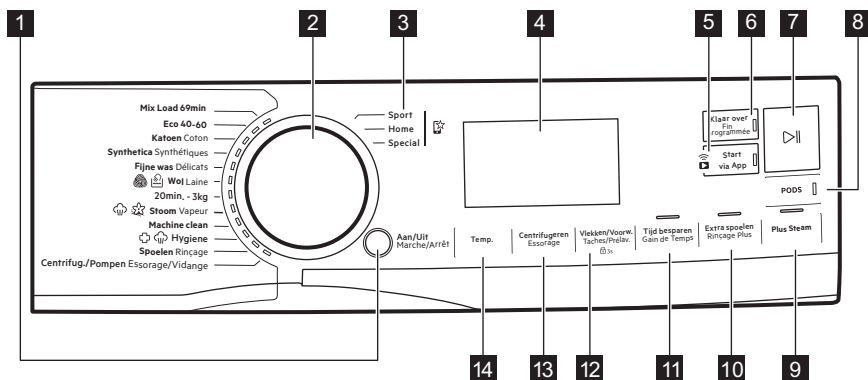 1
2
3
4
5
6
7
8
Mix Load 69min
Eco 40-60
Katoen Coton
Synthetica Synthétiques
Fijne was Délicats
Wol Laine
20min. - 3kg
Stoom Vapeur
Machine clean
Hygiene
Spoelen Rinçage
Centrifug./Pompen Essorage/Vidange
Sport
Home
Special
Aan/Uit
Marche/Arrêt
Klaar over
Fin
programmée
Start
via App
PODS
Temp.
Centrifugeren
Essorage
Vlekken/Voorw.
Taches/Prélav.
5s
Tijd besparen
Gain de Temps
Extra spoelen
Rinçage Plus
Plus Steam
14
13
12
11
10
9